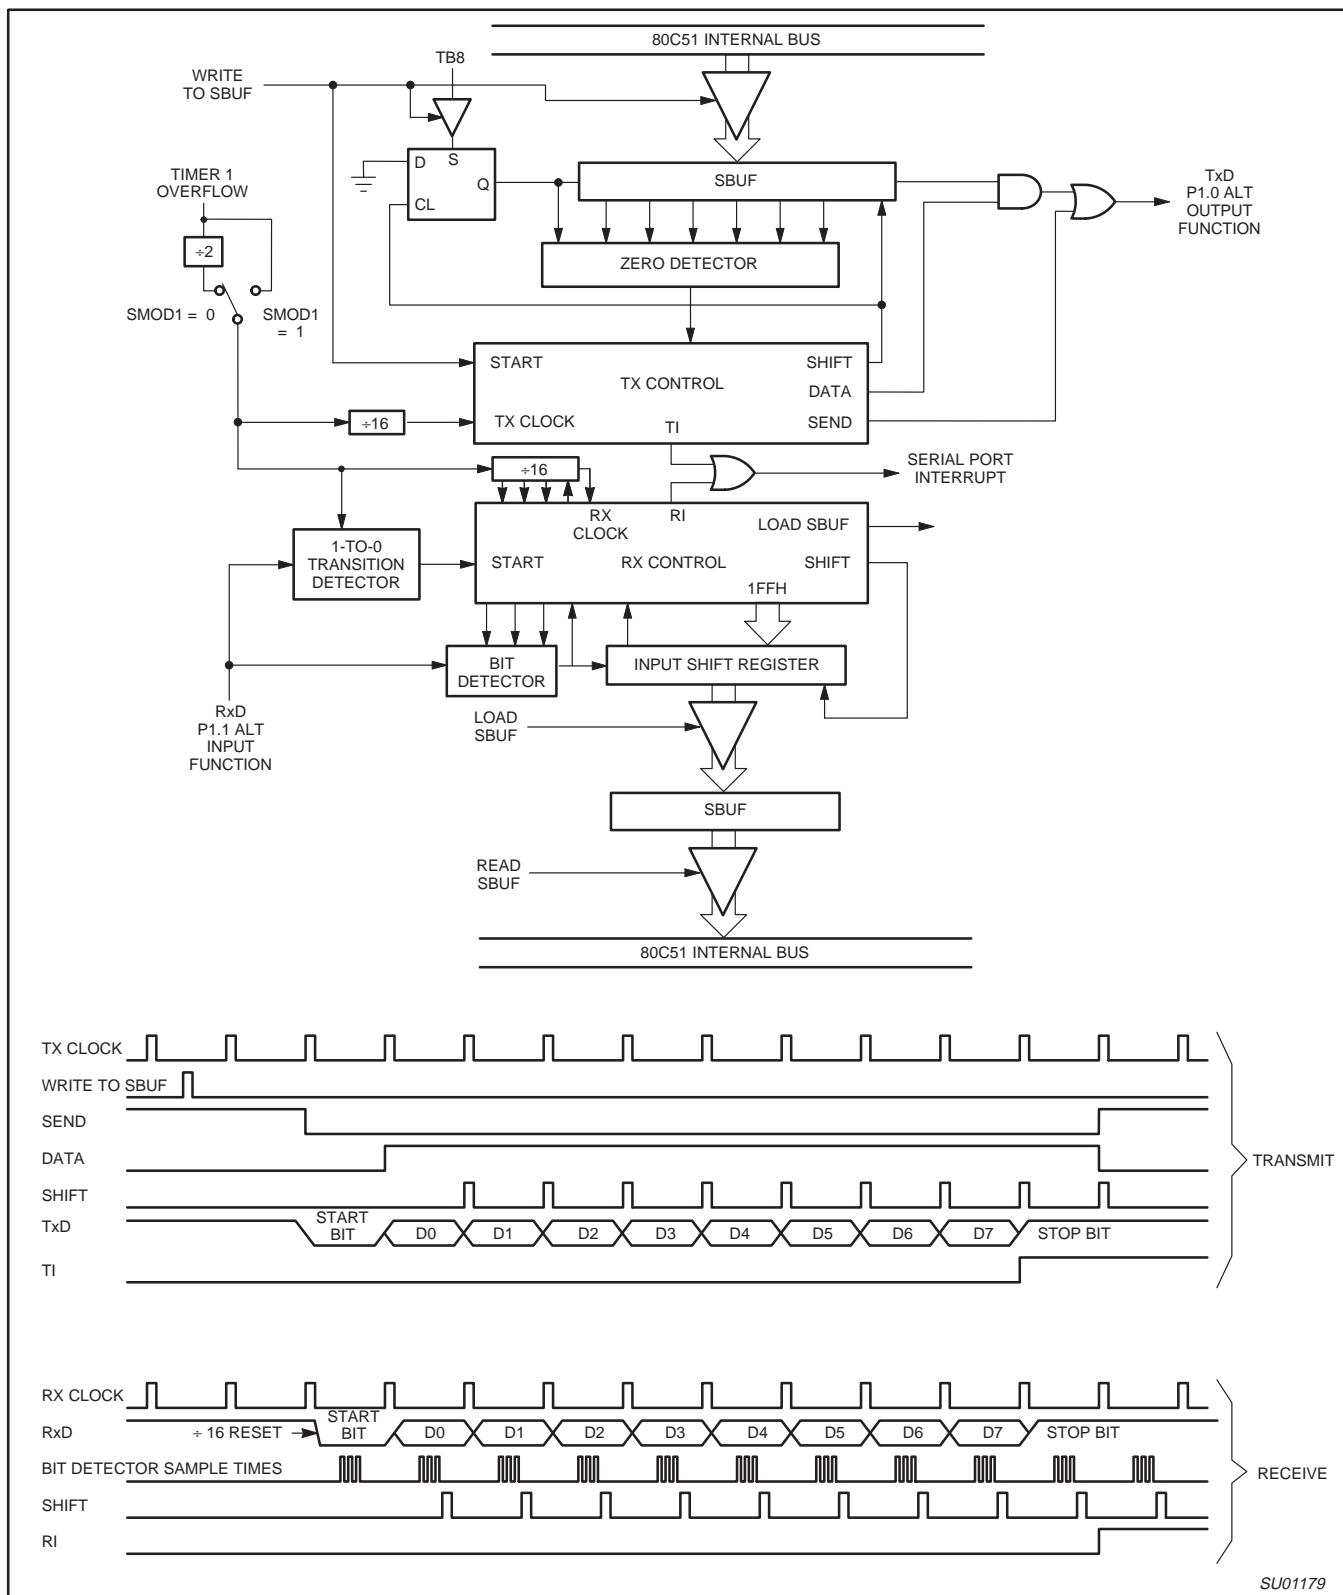 80C51 INTERNAL BUS
TB8
WRITE
TO SBUF
D
S
Q
CL
SBUF
TxD
P1.0 ALT
OUTPUT
FUNCTION
TIMER 1
OVERFLOW
÷2
ZERO DETECTOR
SMOD1 = 0
SMOD1
= 1
START
SHIFT
TX CONTROL
DATA
TX CLOCK
TI
SEND
÷16
÷16
SERIAL PORT
INTERRUPT
RX
CLOCK
RI
LOAD SBUF
1-TO-0
TRANSITION
DETECTOR
START
RX CONTROL
SHIFT
1FFH
BIT
DETECTOR
INPUT SHIFT REGISTER
RxD
P1.1 ALT
INPUT
FUNCTION
LOAD
SBUF
SBUF
READ
SBUF
80C51 INTERNAL BUS
TX CLOCK
WRITE TO SBUF
SEND
DATA
TRANSMIT
SHIFT
TxD
START
BIT
D0 D1 D2 D3 D4 D5 D6 D7 STOP BIT
TI
RX CLOCK
RxD
÷ 16 RESET
START
BIT
D0 D1 D2 D3 D4 D5 D6 D7 STOP BIT
BIT DETECTOR SAMPLE TIMES
RECEIVE
SHIFT
RI
SU01179